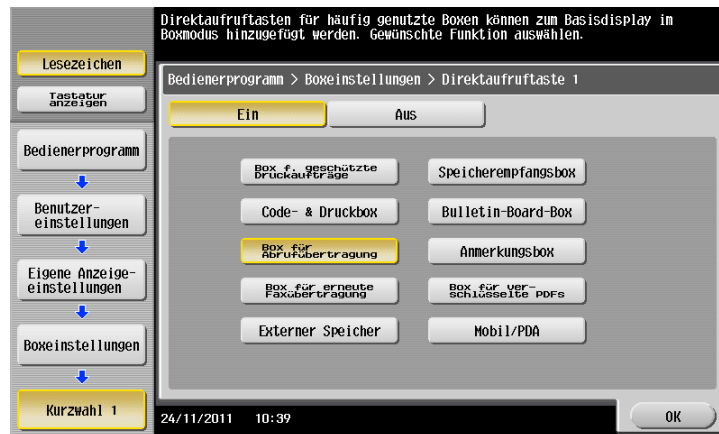 Direktaufruftasten für häufig genutzte Boxen können zum Basisdisplay im
Boxmodus hinzugefügt werden. Gewünschte Funktion auswählen.
Lesezeichen
Tastatur
anzeigen
Bedienerprogramm
Benutzer-
einstellungen
Eigene Anzeige-
einstellungen
Boxeinstellungen
Kurzwahl 1
Bedienerprogramm > Boxeinstellungen > Direktaufruftaste 1
Ein
Aus
Box f. geschützte
Druckaufträge
Speicherempfangsbox
Code- & Druckbox
Bulletin-Board-Box
Box für
Abrufübertragung
Anmerkungsbox
Box für erneute
Faxübertragung
Box für ver-
schlüsselte PDFs
Externer Speicher
Mobil/PDA
24/11/2011 10:39
OK